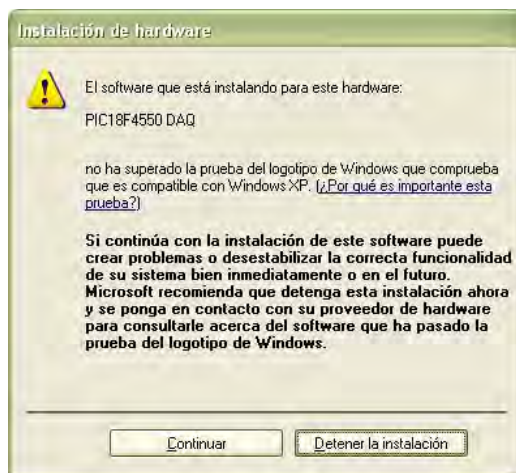 Instalación de hardware
El software que está instalando para este hardware:
PIC18F4550 DAQ
no ha superado la prueba del logotipo de Windows que comprueba
que es compatible con Windows XP. (¿Por qué es importante esta
prueba?)
Si continúa con la instalación de este software puede
crear problemas o desestabilizar la correcta funcionalidad
de su sistema bien inmediatamente o en el futuro.
Microsoft recomienda que detenga esta instalación ahora
y se ponga en contacto con su proveedor de hardware
para consultarle acerca del software que ha pasado la
prueba del logotipo de Windows.
Continuar
Detener la instalación